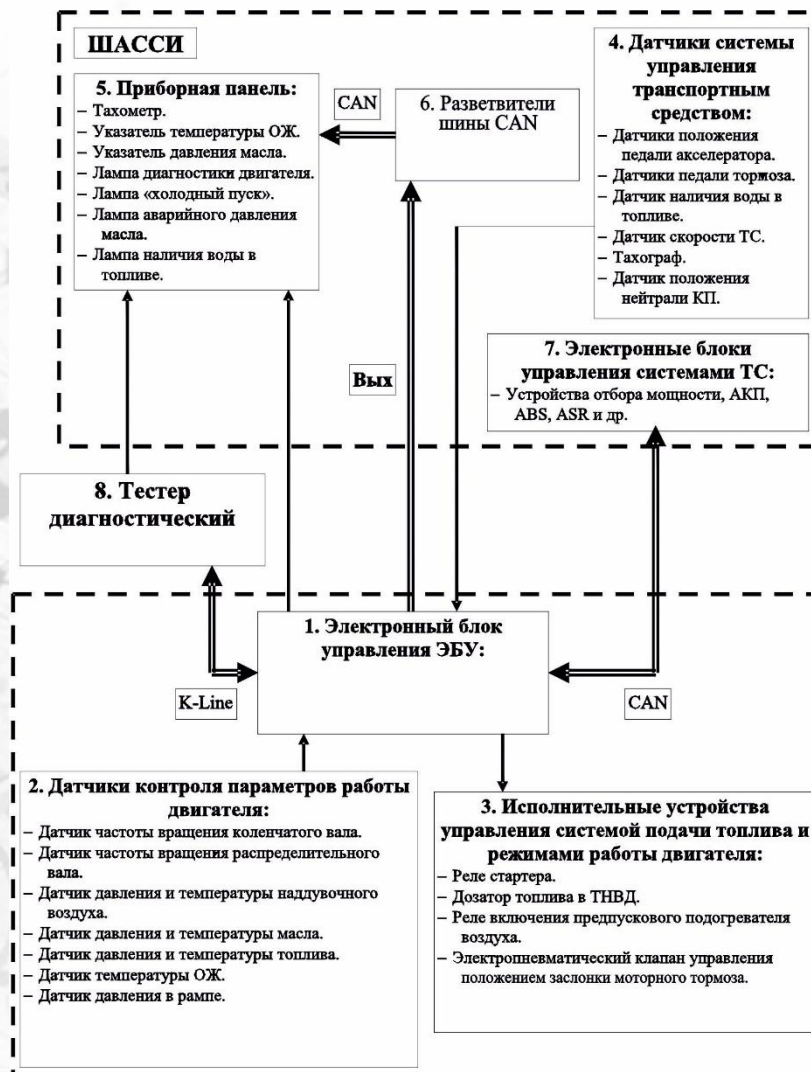 ШАССИ
5. Приборная панель:
– Тахометр.
– Указатель температуры ОЖ.
– Указатель давления масла.
– Лампа диагностики двигателя.
– Лампа «холодный пуск».
– Лампа аварийного давления
масла.
– Лампа наличия воды в
топливе.
CAN
6. Разветвители
шины CAN
4. Датчики системы
управления
транспортным
средством:
– Датчики положения
педали акселератора.
– Датчики педали тормоза.
– Датчик наличия воды в
топливе.
– Датчик скорости ТС.
– Тахограф.
– Датчик положения
нейтрали КП.
Вых
7. Электронные блоки
управления системами ТС:
– Устройства отбора мощности, АКП,
ABS, ASR и др.
8. Тестер
диагностический
1. Электронный блок
управления ЭБУ:
K-Line
CAN
2. Датчики контроля параметров работы
двигателя:
– Датчик частоты вращения коленчатого вала.
– Датчик частоты вращения распределительного
вала.
– Датчик давления и температуры наддувочного
воздуха.
– Датчик давления и температуры масла.
– Датчик давления и температуры топлива.
– Датчик температуры ОЖ.
– Датчик давления в рампе.
3. Исполнительные устройства
управления системой подачи топлива и
режимами работы двигателя:
– Реле стартера.
– Дозатор топлива в ТНВД.
– Реле включения предпускового подогревателя
воздуха.
– Электропневматический клапан управления
положением заслонки моторного тормоза.